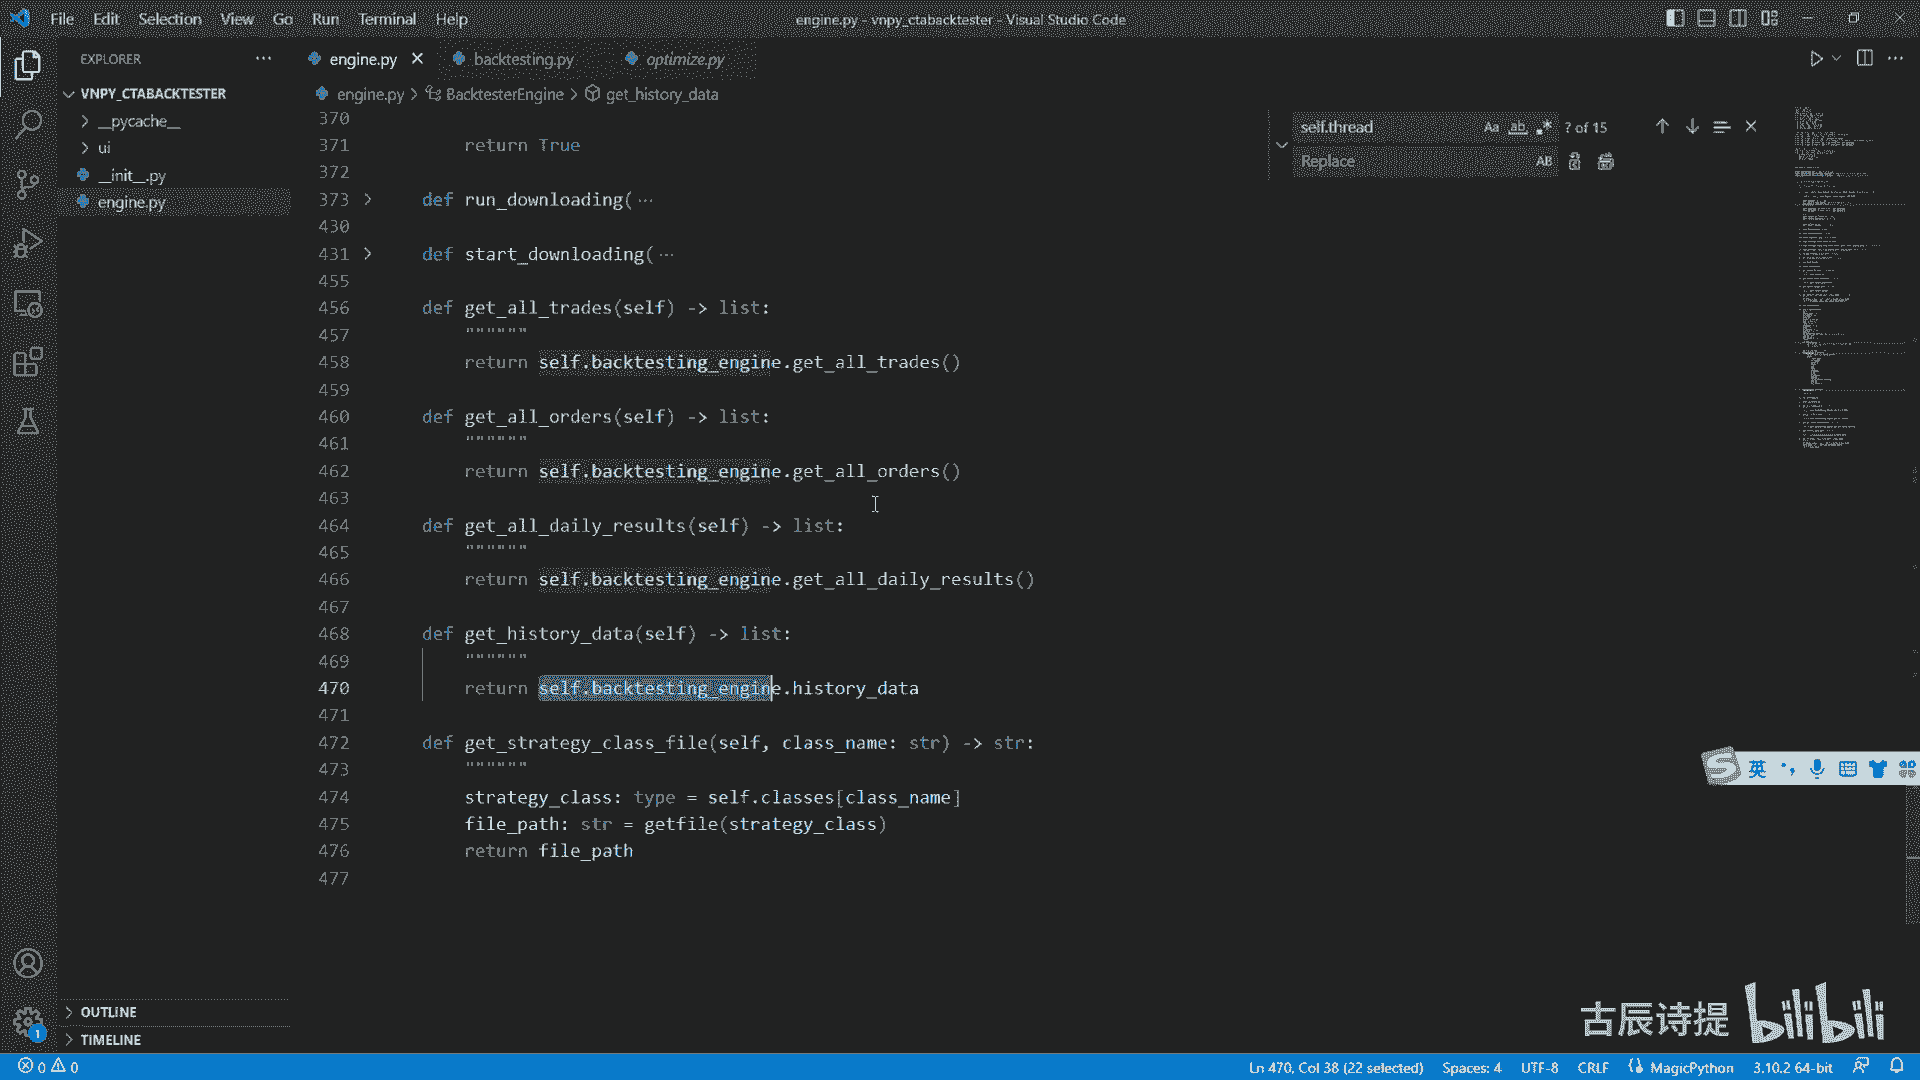 File Edit Selection View Go Run Terminal Help
engine.py - vnpy_ctabacktester - Visual Studio Code
EXPLORER
engine.py
backtesting.py
optimize.py
VNPY_CTABACKTESTER
engine.py > BacktesterEngine > get_history_data
__pycache__
ui
__init__.py
engine.py
self.thread
Aa ab .* ? of 15
Replace
AB
370
371 return True
372
373 def run_downloading( ···
430
431 def start_downloading( ···
455
456 def get_all_trades(self) -> list:
457 """"""
458 return self.backtesting_engine.get_all_trades()
459
460 def get_all_orders(self) -> list:
461 """"""
462 return self.backtesting_engine.get_all_orders()
463
464 def get_all_daily_results(self) -> list:
465 """"""
466 return self.backtesting_engine.get_all_daily_results()
467
468 def get_history_data(self) -> list:
469 """"""
470 return self.backtesting_engine.history_data
471
472 def get_strategy_class_file(self, class_name: str) -> str:
473 """"""
474 strategy_class: type = self.classes[class_name]
475 file_path: str = getfile(strategy_class)
476 return file_path
477
英
OUTLINE
TIMELINE
1
古辰诗提 bilibili
0 0
Ln 470, Col 38 (22 selected) Spaces: 4 UTF-8 CRLF MagicPython 3.10.2 64-bit